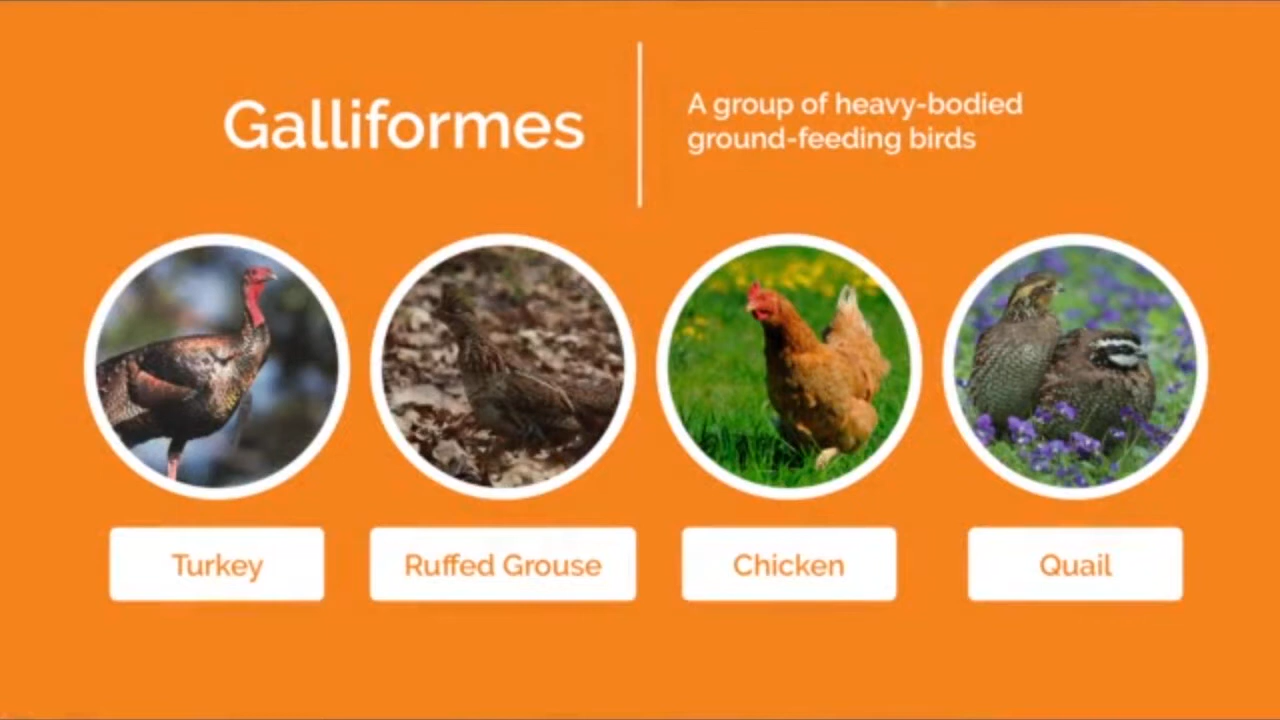 Galliformes
A group of heavy-bodied
ground-feeding birds
Turkey
Ruffed Grouse
Chicken
Quail